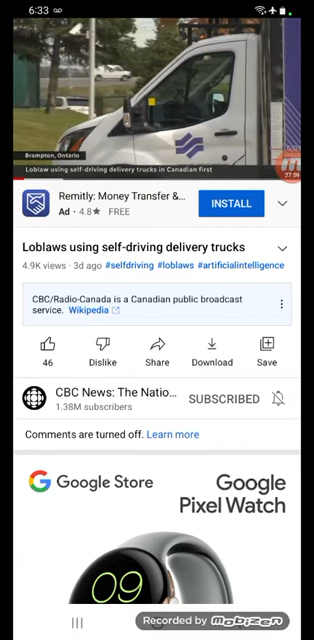 6:33
Brampton, Ontario
Loblaw using self-driving delivery trucks in Canadian first
27:59
Remitly: Money Transfer &...
Ad · 4.8★ FREE
INSTALL
Loblaws using self-driving delivery trucks
4.9K views · 3d ago #selfdriving #loblaws #artificialintelligence
CBC/Radio-Canada is a Canadian public broadcast
service. Wikipedia
46
Dislike
Share
Download
Save
CBC News: The Natio...
1.38M subscribers
SUBSCRIBED
Comments are turned off. Learn more
Google Store
Google
Pixel Watch
09
Recorded by mobizen